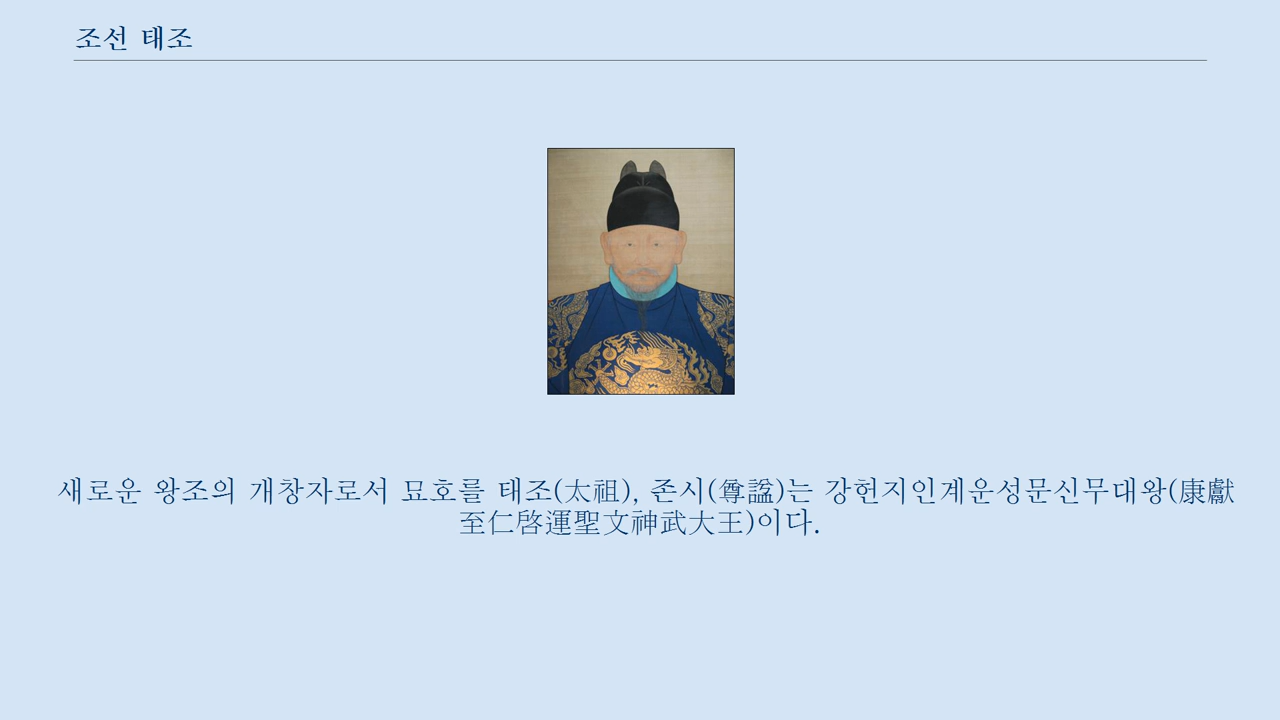 조선 태조
새로운 왕조의 개창자로서 묘호를 태조(太祖), 존시(尊諡)는 강헌지인계운성문신무대왕(康獻
至仁啓運聖文神武大王)이다.